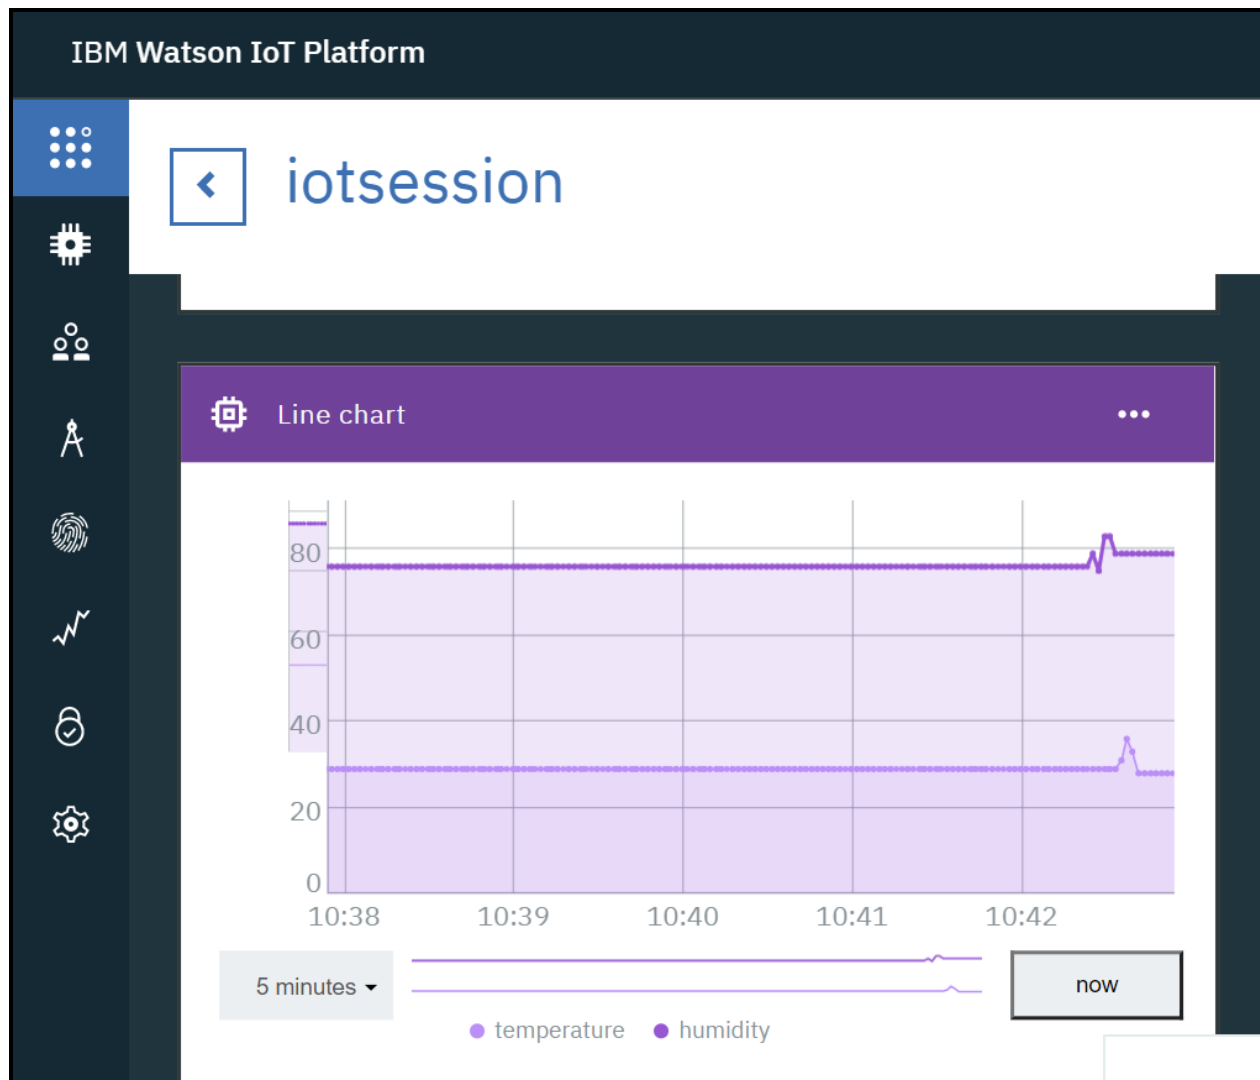 IBM Watson IoT Platform
iotsession
Line chart
80
60
40
20
0
10:38 10:39 10:40 10:41 10:42
5 minutes
now
temperature humidity